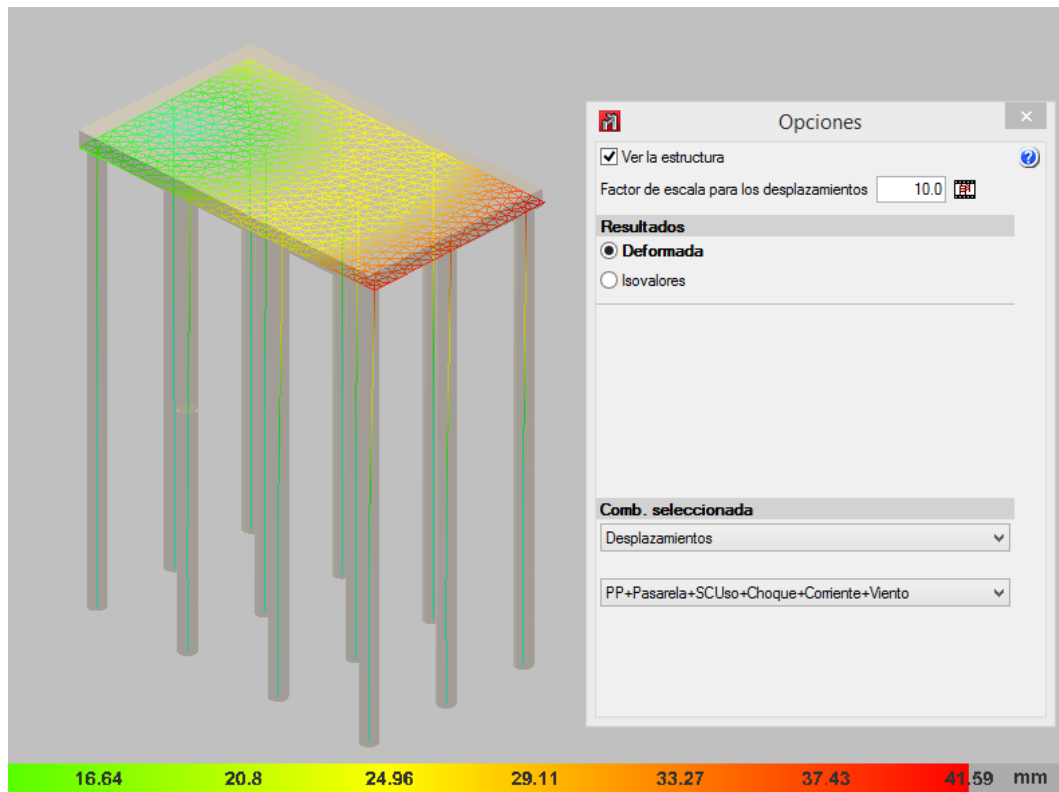 Opciones
Ver la estructura
Factor de escala para los desplazamientos 10.0
Resultados
Deformada
Isovalores
Comb. seleccionada
Desplazamientos
PP+Pasarela+SCUso+Choque+Corriente+Viento
16.64 20.8 24.96 29.11 33.27 37.43 41.59 mm